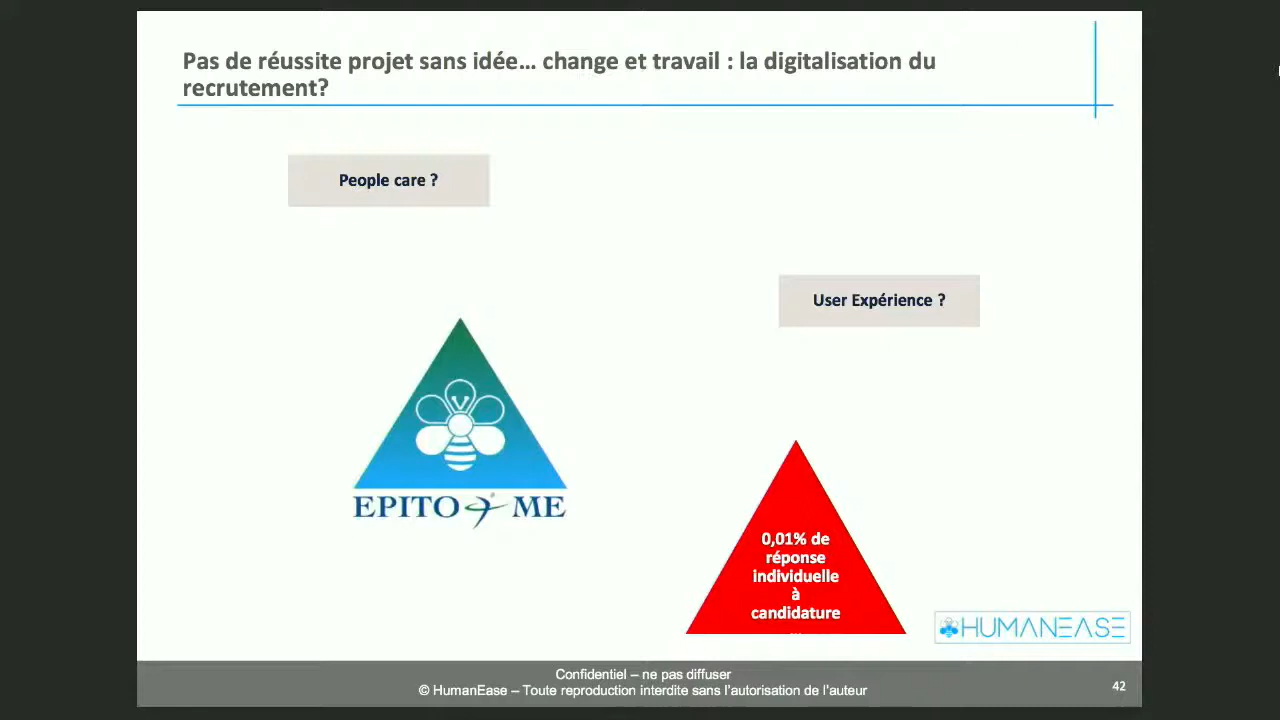 Pas de réussite projet sans idée... change et travail : la digitalisation du
recrutement?
People care ?
User Expérience ?
EPITO ME
0,01% de
réponse
individuelle
à
candidature
...
HUMANEASE
Confidentiel – ne pas diffuser
© HumanEase – Toute reproduction interdite sans l'autorisation de l'auteur
42